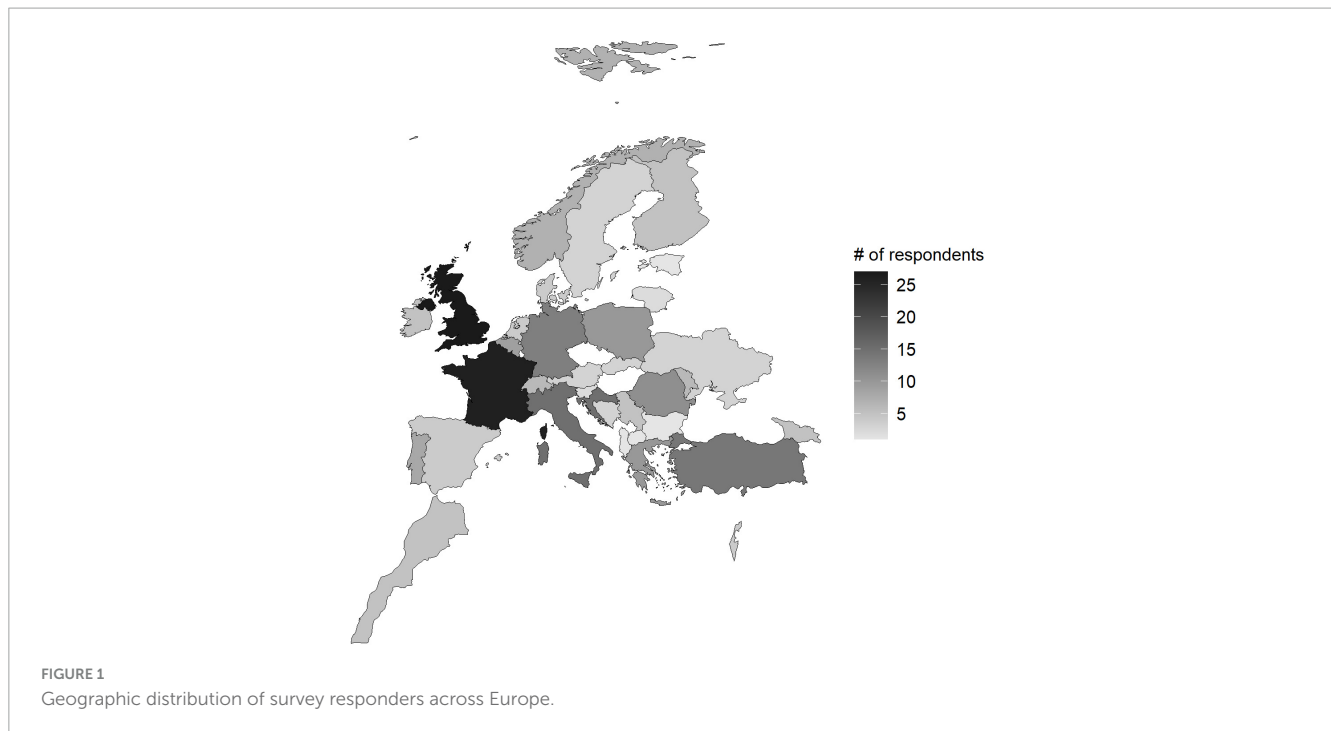 # of respondents
25
20
15
10
5
FIGURE 1
Geographic distribution of survey responders across Europe.